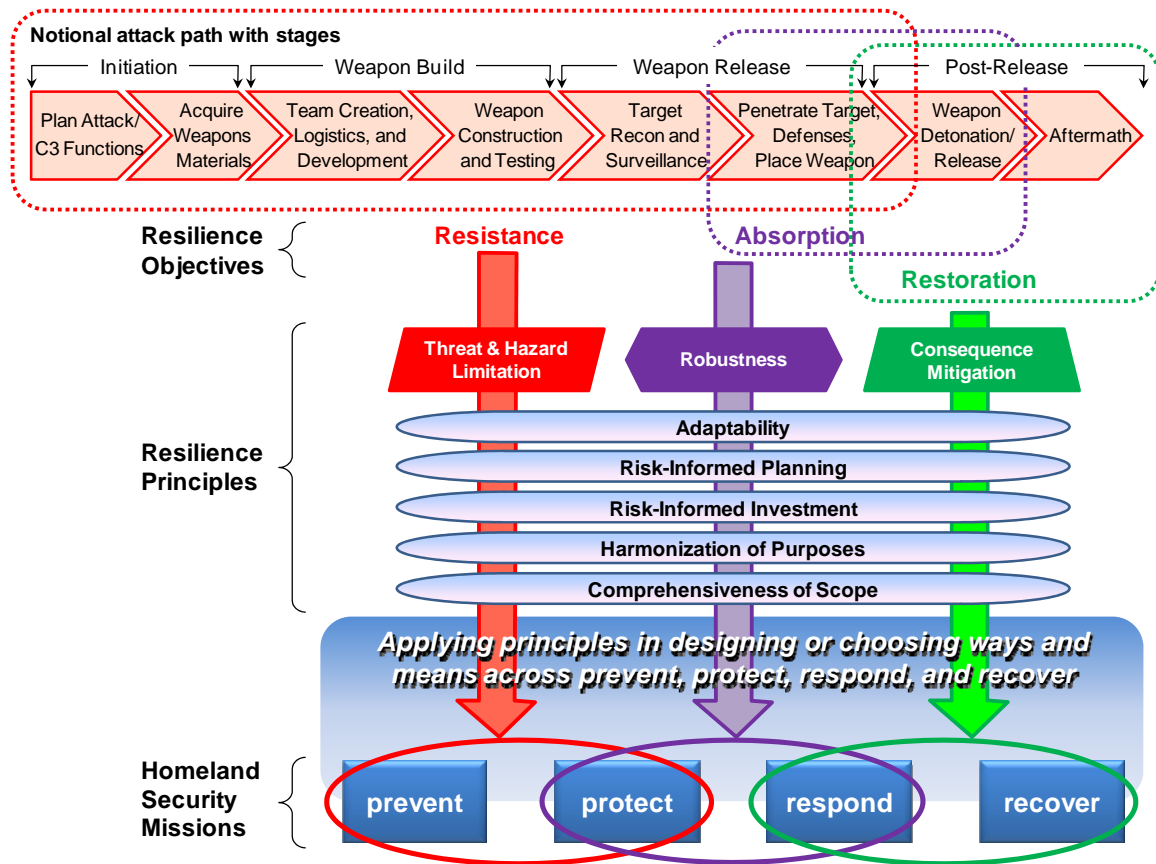 Notional attack path with stages
Initiation
Weapon Build
Weapon Release
Post-Release
Plan Attack/
C3 Functions
Acquire
Weapons
Materials
Team Creation,
Logistics, and
Development
Weapon
Construction
and Testing
Target
Recon and
Surveillance
Penetrate Target,
Defenses,
Place Weapon
Weapon
Detonation/
Release
Aftermath
Resilience
Objectives
Resistance
Absorption
Restoration
Resilience
Principles
Threat & Hazard
Limitation
Robustness
Consequence
Mitigation
Adaptability
Risk-Informed Planning
Risk-Informed Investment
Harmonization of Purposes
Comprehensiveness of Scope
Applying principles in designing or choosing ways and
means across prevent, protect, respond, and recover
Homeland
Security
Missions
prevent
protect
respond
recover